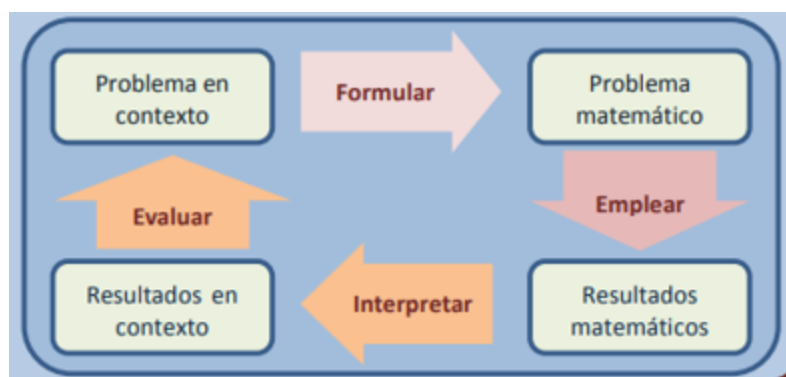 Problema en
contexto
Formular
Problema
matemático
Emplear
Resultados
matemáticos
Interpretar
Resultados en
contexto
Evaluar